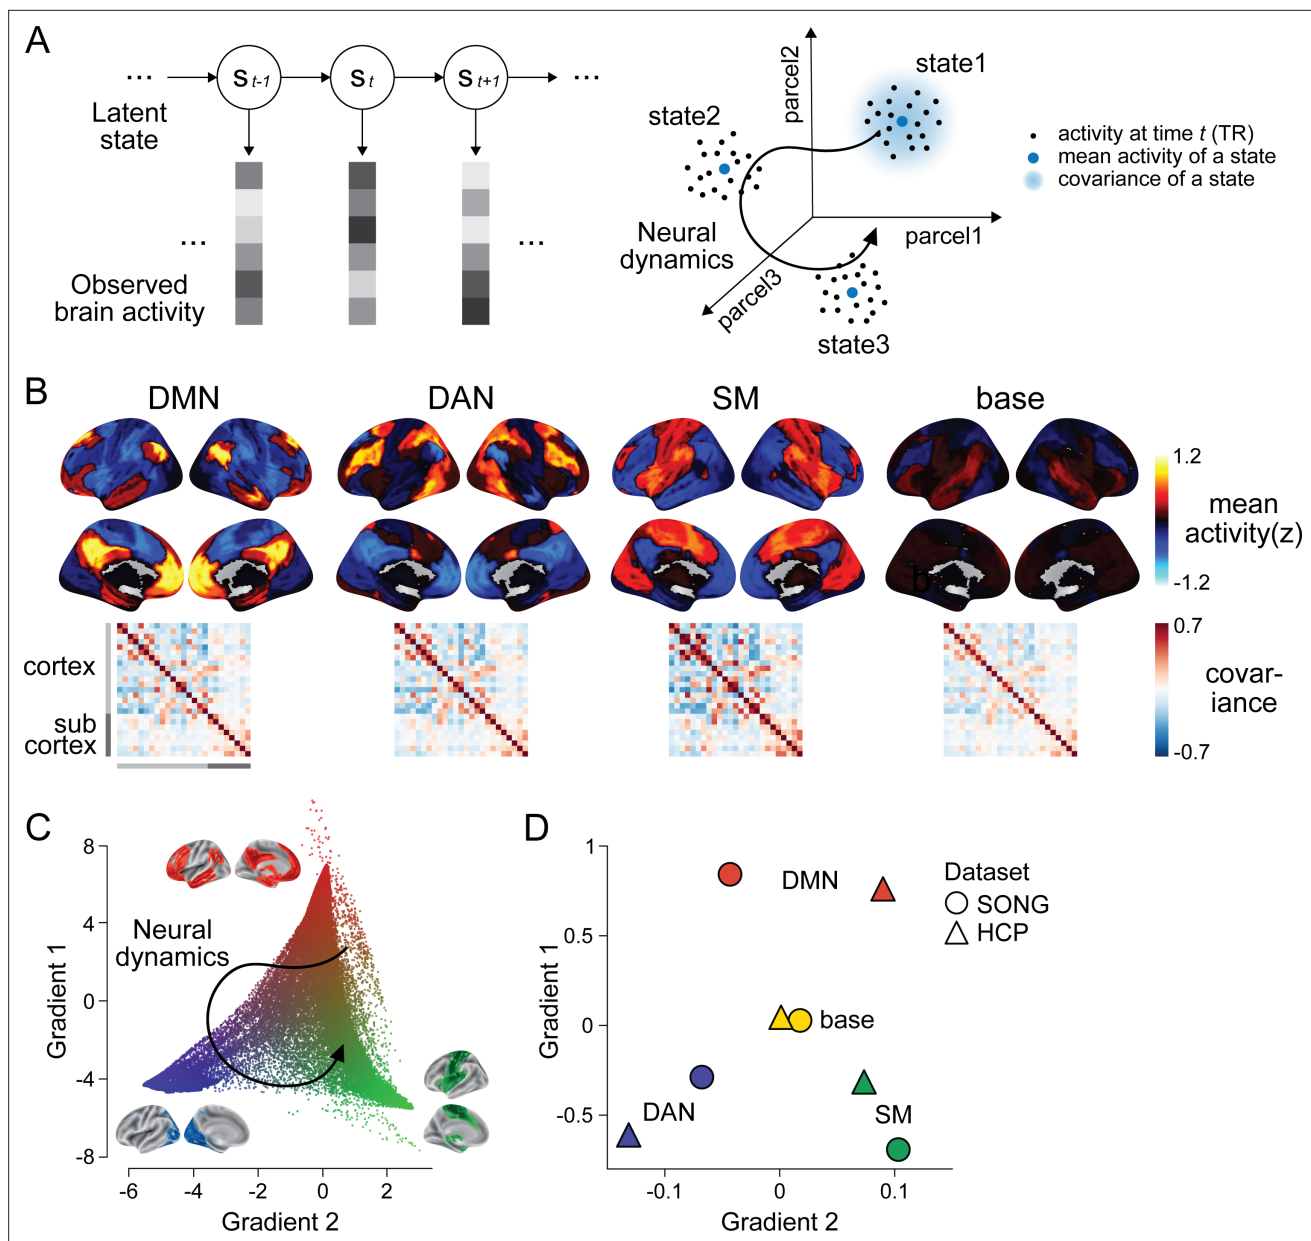 A
... S t-1 S t S t+1 ...
Latent
state
... ...
Observed
brain activity
parcel2
state1
state2
Neural
dynamics
parcel1
parcel3
state3
activity at time t (TR)
mean activity of a state
covariance of a state
B
DMN DAN SM base
1.2
mean
activity(z)
-1.2
b
cortex
sub
cortex
0.7
covar-
iance
-0.7
C
8
4
0
-4
-8
Gradient 1
Neural
dynamics
-6 -4 -2 0 2
Gradient 2
D
1
0.5
0
-0.5
Gradient 1
DMN
base
DAN
SM
Dataset
SONG
HCP
-0.1 0 0.1
Gradient 2